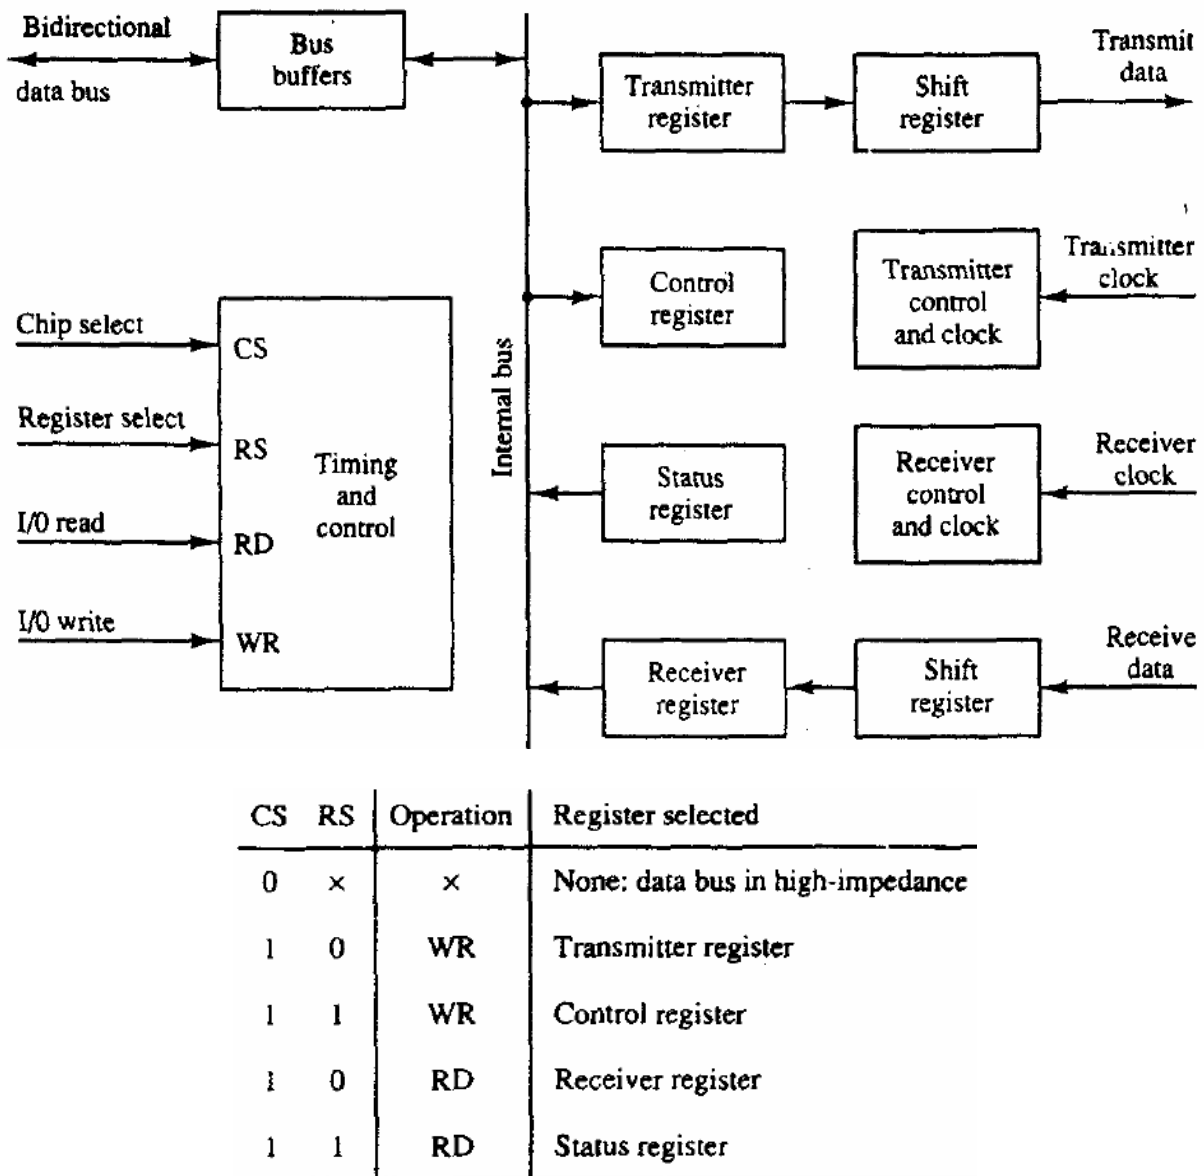 Bidirectional
data bus
Bus
buffers
Transmitter
register
Shift
register
Transmit
data
Control
register
Transmitter
control
and clock
Transmitter
clock
Chip select
CS
Register select
RS
I/O read
RD
I/O write
WR
Timing
and
control
Internal bus
Status
register
Receiver
control
and clock
Receiver
clock
Receiver
register
Shift
register
Receive
data
CS RS Operation Register selected
0 × × None: data bus in high-impedance
1 0 WR Transmitter register
1 1 WR Control register
1 0 RD Receiver register
1 1 RD Status register